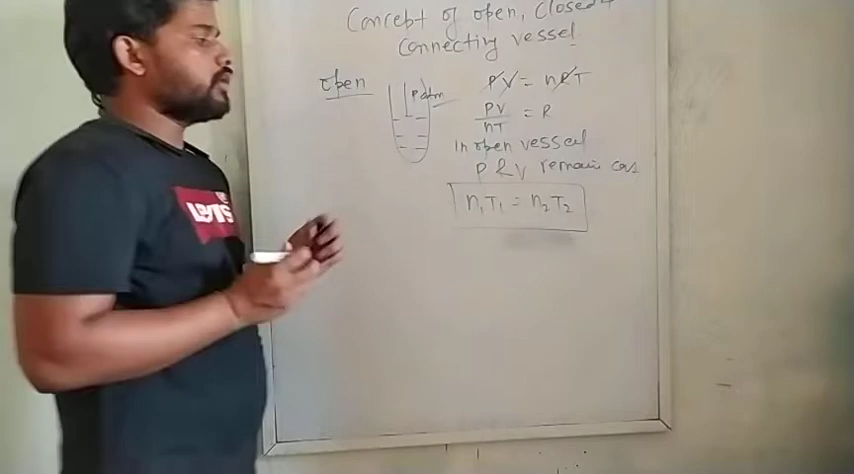 Concept of open, Closed &
Connecting vessel.
open
Patm
PV = nRT
PV/nT = R
In open vessel
P & V remain cos
n₁T₁ = n₂T₂
LEVI'S